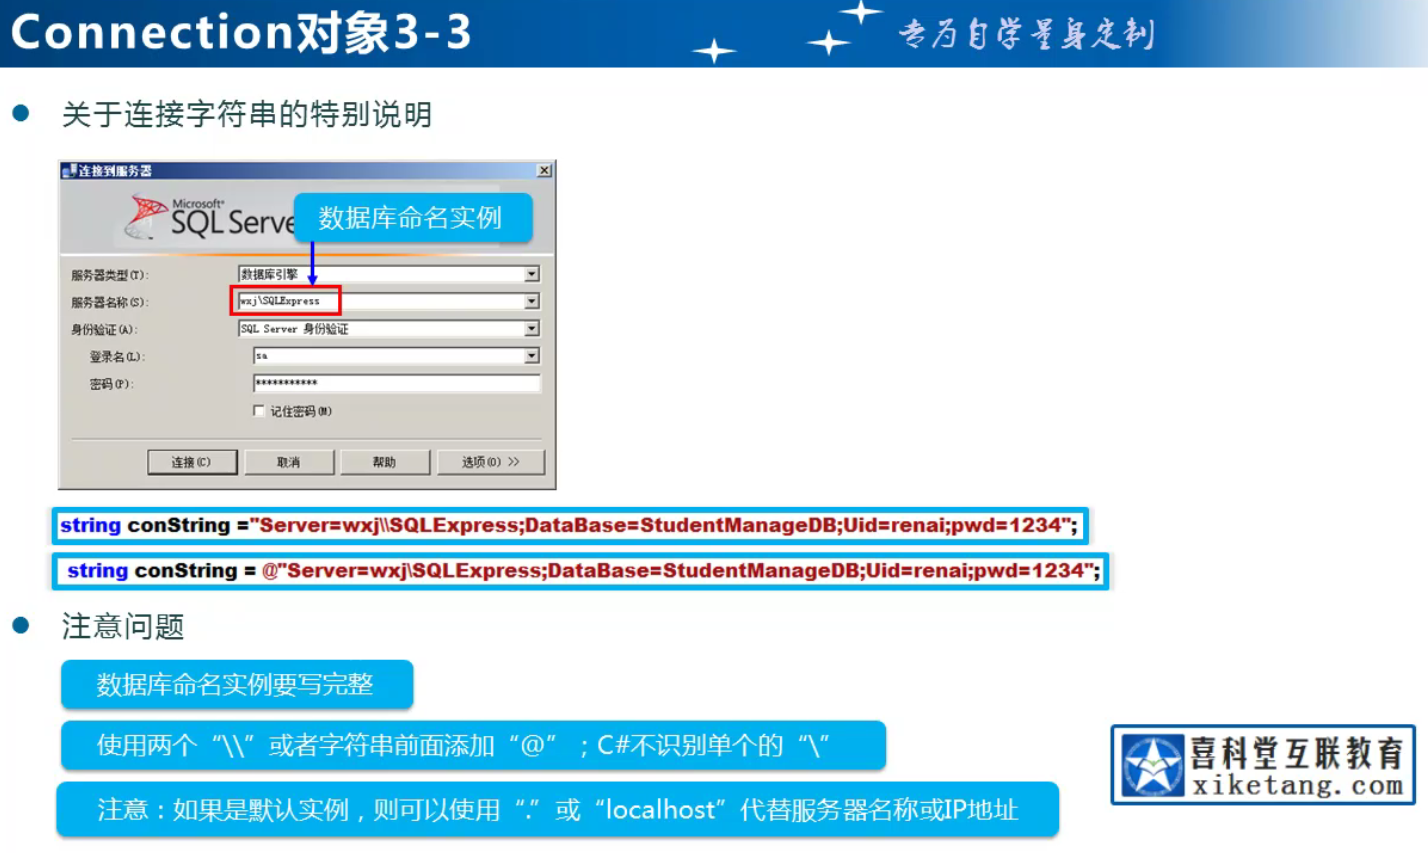 Connection对象3-3
专为自学量身定制
关于连接字符串的特别说明
连接到服务器
Microsoft®
SQL Serve
数据库命名实例
服务器类型(T):
数据库引擎
服务器名称(S):
wxj\SQLExpress
身份验证(A):
SQL Server 身份验证
登录名(L):
sa
密码(P):
***********
记住密码(M)
连接(C)
取消
帮助
选项(O) >>
string conString ="Server=wxj\\SQLExpress;DataBase=StudentManageDB;Uid=renai;pwd=1234";
string conString = @"Server=wxj\SQLExpress;DataBase=StudentManageDB;Uid=renai;pwd=1234";
注意问题
数据库命名实例要写完整
使用两个“\\”或者字符串前面添加“@”；C#不识别单个的“\”
注意：如果是默认实例，则可以使用“.”或“localhost”代替服务器名称或IP地址
喜科堂互联教育
xiketang.com